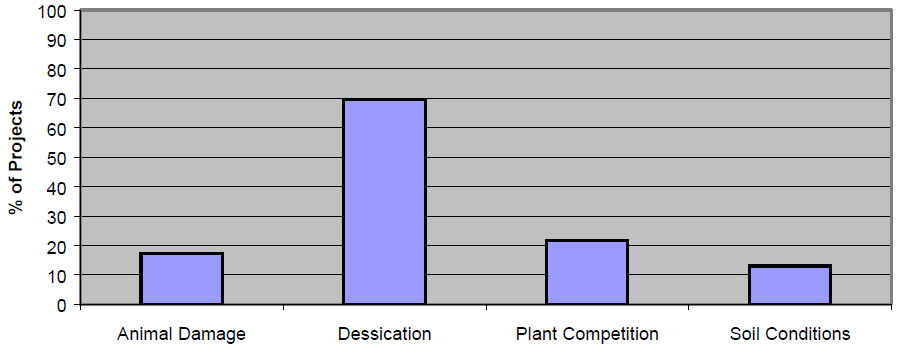 100
90
80
70
60
50
40
30
20
10
0
% of Projects
Animal Damage
Dessication
Plant Competition
Soil Conditions